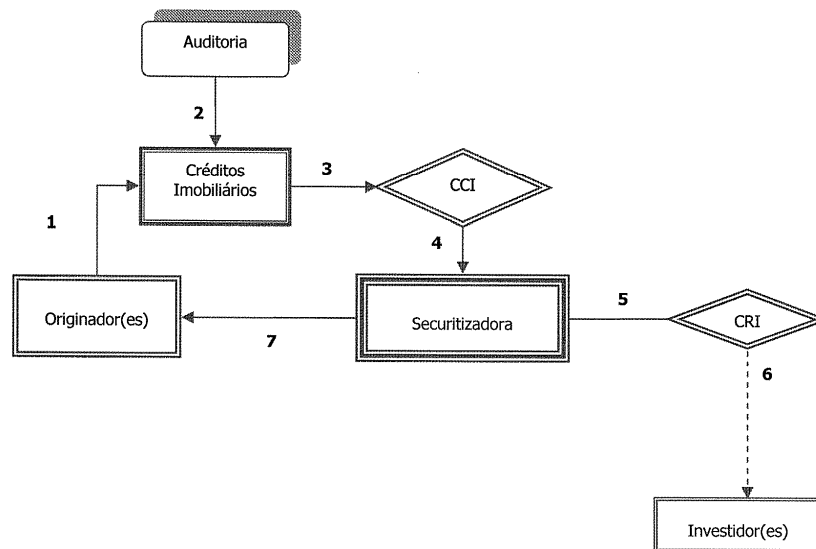 Auditoria
2
Créditos
Imobiliários
3
CCI
1
4
Originador(es)
7
Securitizadora
5
CRI
6
Investidor(es)